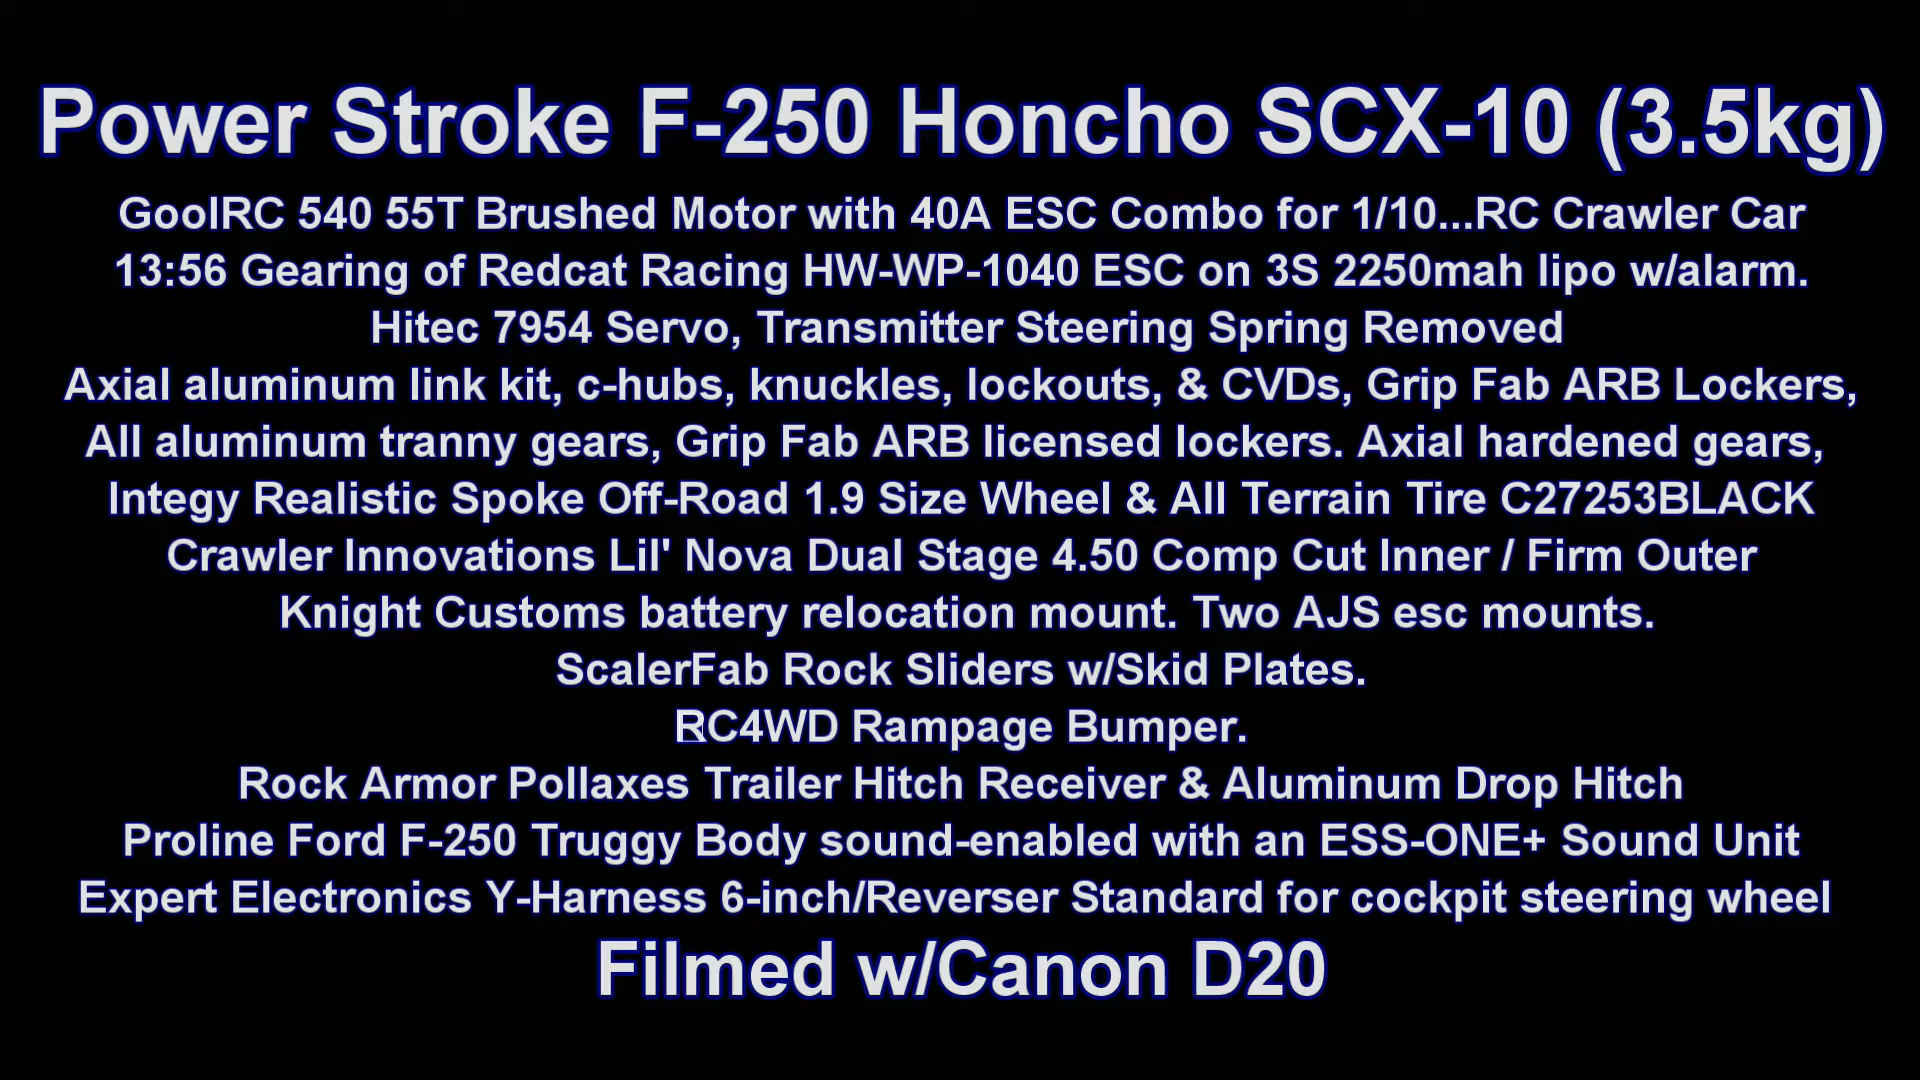 Power Stroke F-250 Honcho SCX-10 (3.5kg)
GoolRC 540 55T Brushed Motor with 40A ESC Combo for 1/10...RC Crawler Car
13:56 Gearing of Redcat Racing HW-WP-1040 ESC on 3S 2250mah lipo w/alarm.
Hitec 7954 Servo, Transmitter Steering Spring Removed
Axial aluminum link kit, c-hubs, knuckles, lockouts, & CVDs, Grip Fab ARB Lockers,
All aluminum tranny gears, Grip Fab ARB licensed lockers. Axial hardened gears,
Integy Realistic Spoke Off-Road 1.9 Size Wheel & All Terrain Tire C27253BLACK
Crawler Innovations Lil' Nova Dual Stage 4.50 Comp Cut Inner / Firm Outer
Knight Customs battery relocation mount. Two AJS esc mounts.
ScalerFab Rock Sliders w/Skid Plates.
RC4WD Rampage Bumper.
Rock Armor Pollaxes Trailer Hitch Receiver & Aluminum Drop Hitch
Proline Ford F-250 Truggy Body sound-enabled with an ESS-ONE+ Sound Unit
Expert Electronics Y-Harness 6-inch/Reverser Standard for cockpit steering wheel
Filmed w/Canon D20